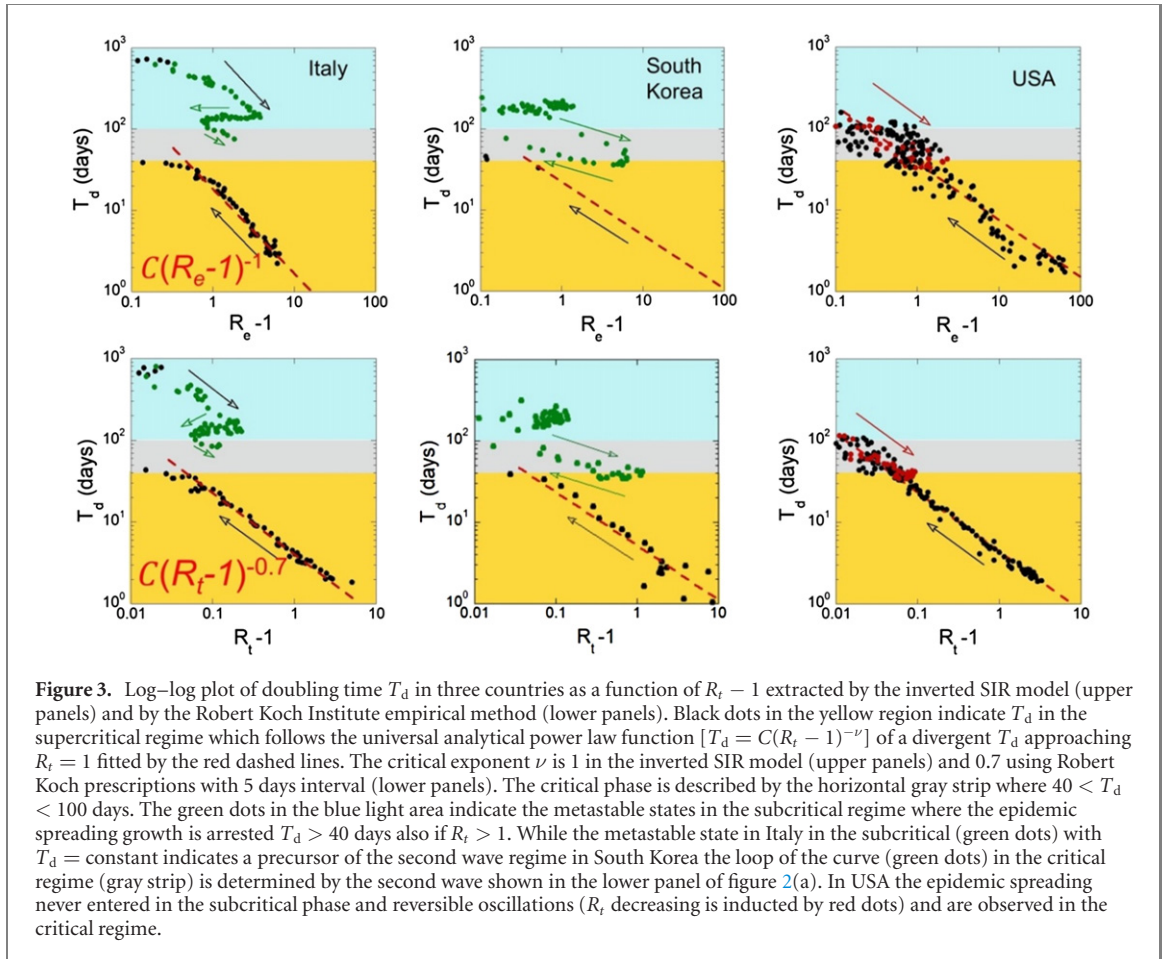 10³
10²
10¹
10⁰
T_d (days)
Italy
C(R_e-1)⁻¹
0.1 1 10 100
R_e -1
South
Korea
10³
10²
10¹
10⁰
T_d (days)
0.1 1 10 100
R_e -1
USA
10³
10²
10¹
10⁰
T_d (days)
0.1 1 10 100
R_e -1
10³
10²
10¹
10⁰
T_d (days)
C(R_t-1)^-0.7
0.01 0.1 1 10
R_t -1
10³
10²
10¹
10⁰
T_d (days)
0.01 0.1 1 10
R_t -1
10³
10²
10¹
10⁰
T_d (days)
0.01 0.1 1 10
R_t -1
Figure 3. Log–log plot of doubling time T_d in three countries as a function of R_t − 1 extracted by the inverted SIR model (upper
panels) and by the Robert Koch Institute empirical method (lower panels). Black dots in the yellow region indicate T_d in the
supercritical regime which follows the universal analytical power law function [T_d = C(R_t − 1)^−ν] of a divergent T_d approaching
R_t = 1 fitted by the red dashed lines. The critical exponent ν is 1 in the inverted SIR model (upper panels) and 0.7 using Robert
Koch prescriptions with 5 days interval (lower panels). The critical phase is described by the horizontal gray strip where 40 < T_d
< 100 days. The green dots in the blue light area indicate the metastable states in the subcritical regime where the epidemic
spreading growth is arrested T_d > 40 days also if R_t > 1. While the metastable state in Italy in the subcritical (green dots) with
T_d = constant indicates a precursor of the second wave regime in South Korea the loop of the curve (green dots) in the critical
regime (gray strip) is determined by the second wave shown in the lower panel of figure 2(a). In USA the epidemic spreading
never entered in the subcritical phase and reversible oscillations (R_t decreasing is inducted by red dots) and are observed in the
critical regime.